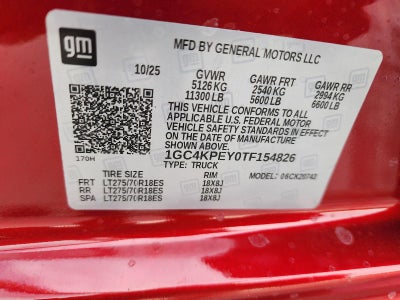 gm
MFD BY GENERAL MOTORS LLC
10/25 GVWR GAWR FRT GAWR RR
5126 KG 2540 KG 2994 KG
11300 LB 5600 LB 6600 LB
THIS VEHICLE CONFORMS TO ALL
APPLICABLE U.S. FEDERAL MOTOR
VEHICLE SAFETY STANDARDS IN EFFECT
ON THE DATE OF MANUFACTURE
SHOWN ABOVE.
1GC4KPEY0TF154826
170H TYPE: TRUCK MODEL:
TIRE SIZE RIM
FRT LT275/70R18ES 18X8J
RR LT275/70R18ES 18X8J
SPA LT275/70R18ES 18X8J